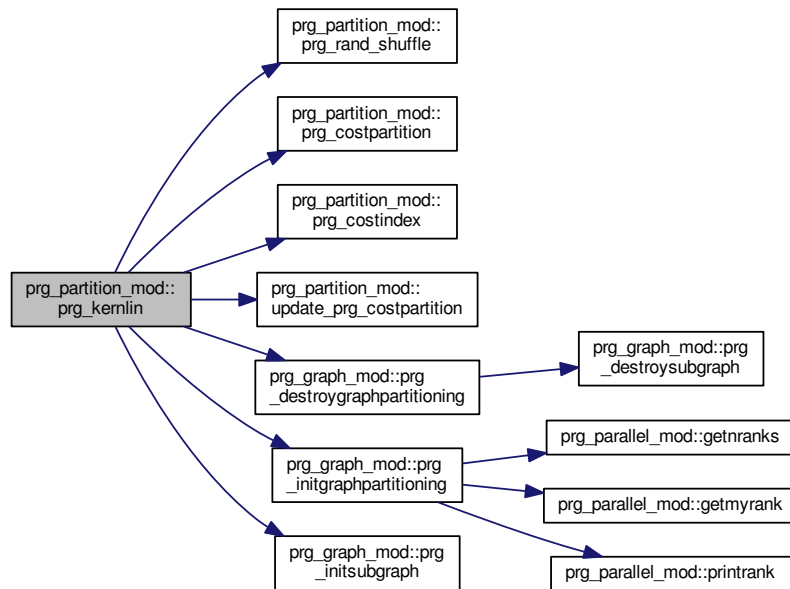 prg_partition_mod::
prg_rand_shuffle
prg_partition_mod::
prg_costpartition
prg_partition_mod::
prg_costindex
prg_partition_mod::
prg_kernlin
prg_partition_mod::
update_prg_costpartition
prg_graph_mod::prg
_destroygraphpartitioning
prg_graph_mod::prg
_destroysubgraph
prg_graph_mod::prg
_initgraphpartitioning
prg_parallel_mod::getnranks
prg_parallel_mod::getmyrank
prg_parallel_mod::printrank
prg_graph_mod::prg
_initsubgraph